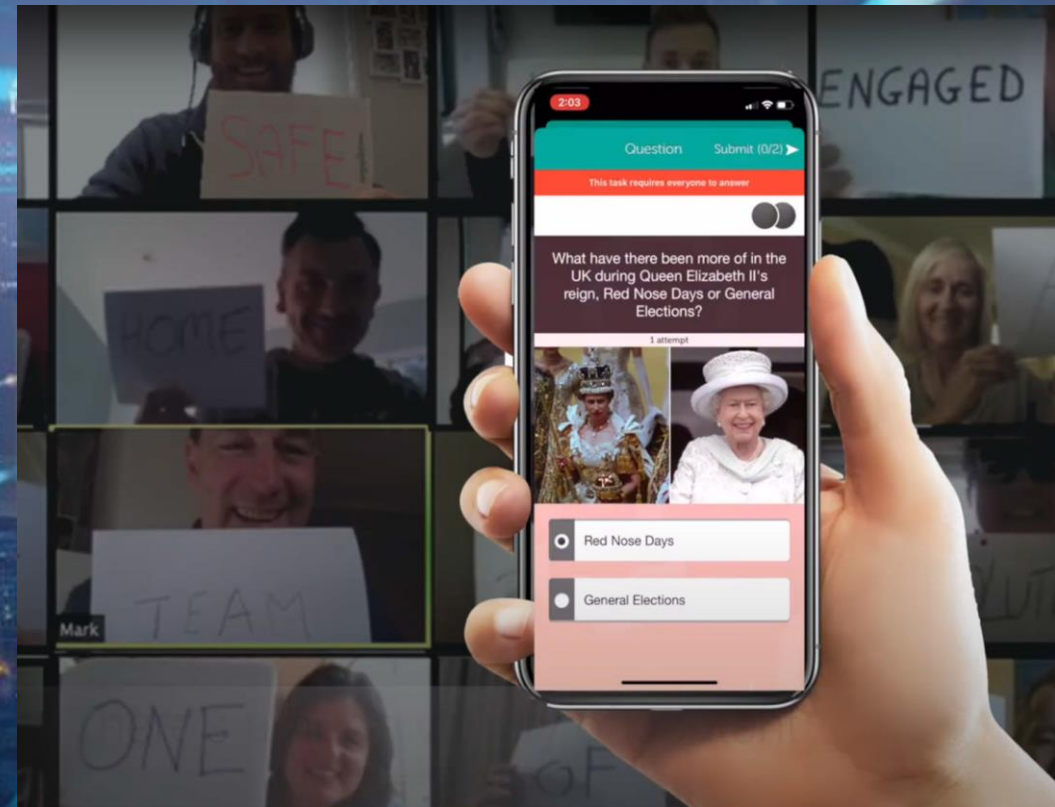 SAFE!
ENGAGED
HOME
TEAM
Mark
ONE
OF
2:03
Question Submit (0/2)
This task requires everyone to answer
What have there been more of in the
UK during Queen Elizabeth II's
reign, Red Nose Days or General
Elections?
1 attempt
Red Nose Days
General Elections